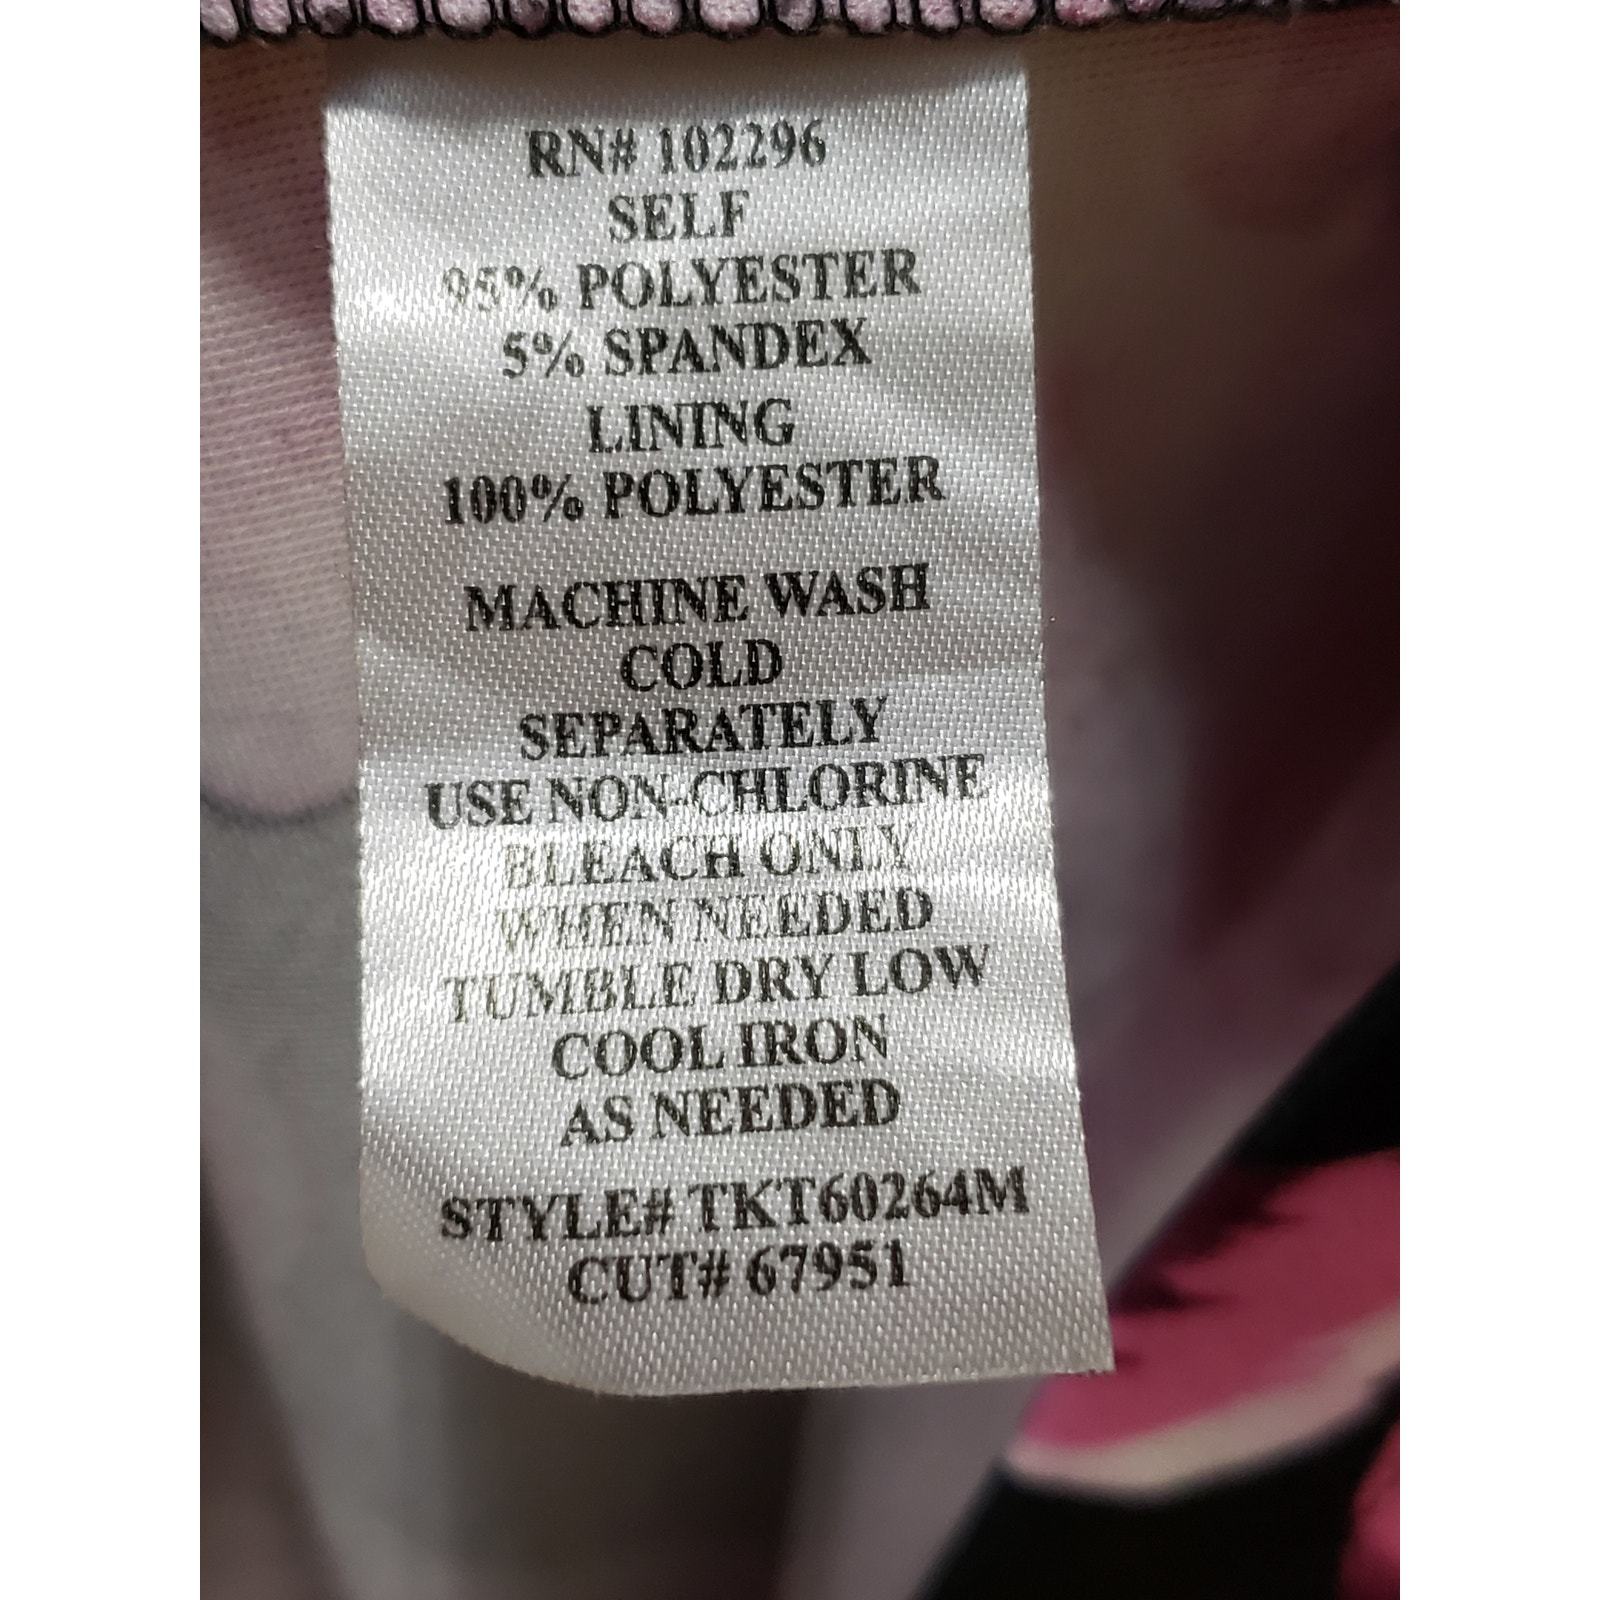 RN# 102296
SELF
95% POLYESTER
5% SPANDEX
LINING
100% POLYESTER
MACHINE WASH
COLD
SEPARATELY
USE NON-CHLORINE
BLEACH ONLY
WHEN NEEDED
TUMBLE DRY LOW
COOL IRON
AS NEEDED
STYLE# TKT60264M
CUT# 67951